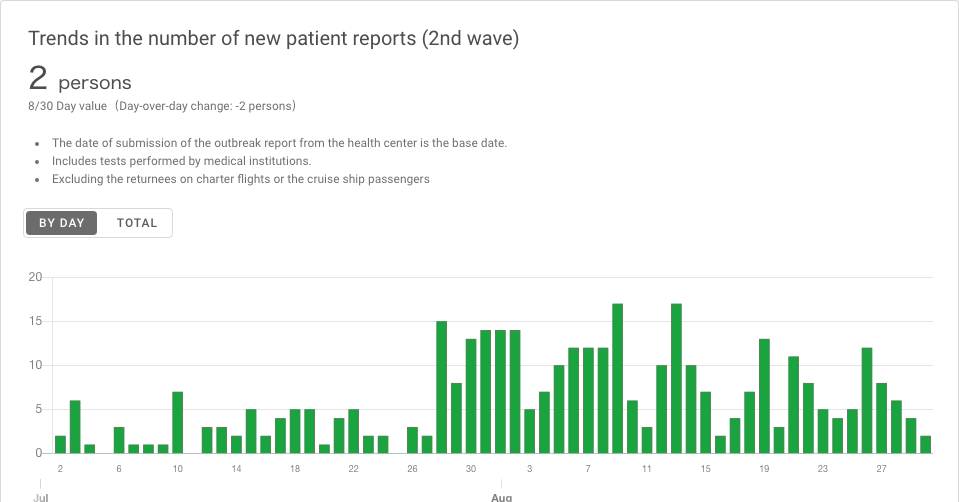 Trends in the number of new patient reports (2nd wave)
2 persons
8/30 Day value (Day-over-day change: -2 persons)
The date of submission of the outbreak report from the health center is the base date.
Includes tests performed by medical institutions.
Excluding the returnees on charter flights or the cruise ship passengers
BY DAY TOTAL
20
15
10
5
0
2 6 10 14 18 22 26 30 3 7 11 15 19 23 27
Jul Aug